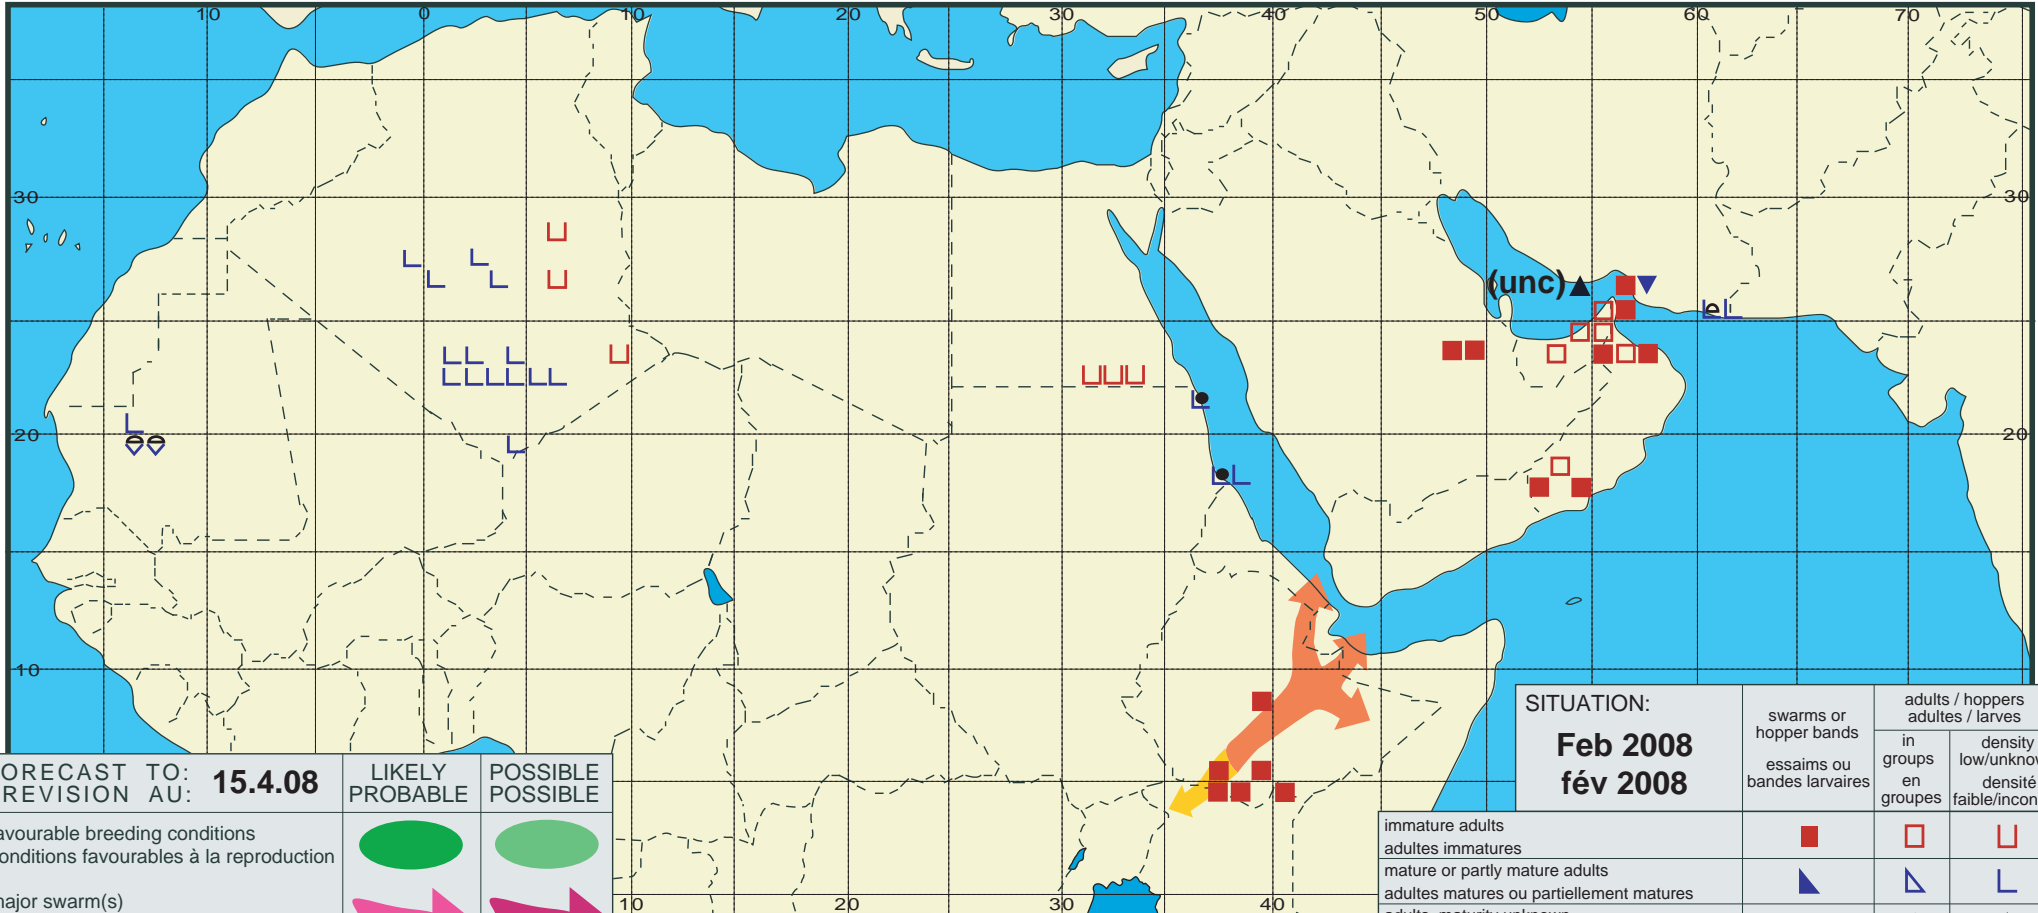 10 0 10 20 30 40 50 60 70
30 30
(unc)
20 20
10
SITUATION:
Feb 2008
fév 2008
swarms or
hopper bands
essaims ou
bandes larvaires
adults / hoppers
adultes / larves
in
groups
en
groupes
density
low/unknow
densité
faible/incon
immature adults
adultes immatures
mature or partly mature adults
adultes matures ou partiellement matures
ORECAST TO:
REVISION AU:
15.4.08
LIKELY
PROBABLE
POSSIBLE
POSSIBLE
avourable breeding conditions
onditions favourables à la reproduction
ajor swarm(s)
10 20 30 40